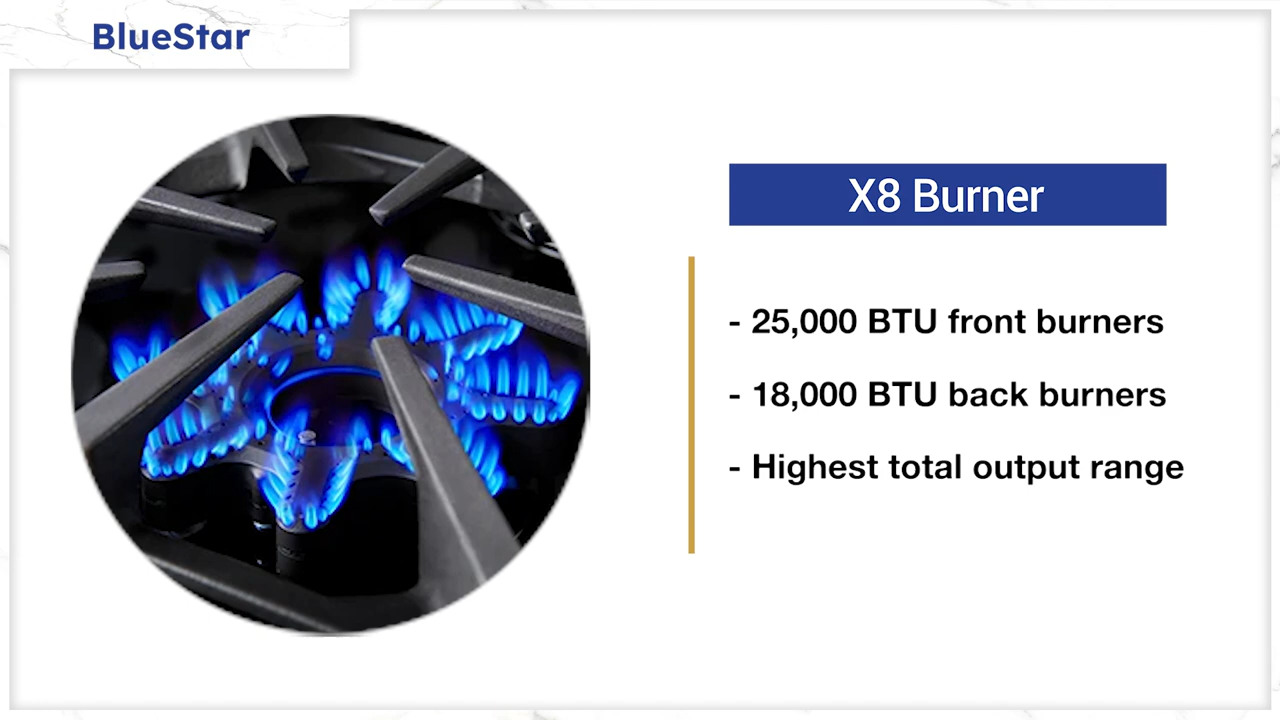 BlueStar
X8 Burner
- 25,000 BTU front burners
- 18,000 BTU back burners
- Highest total output range